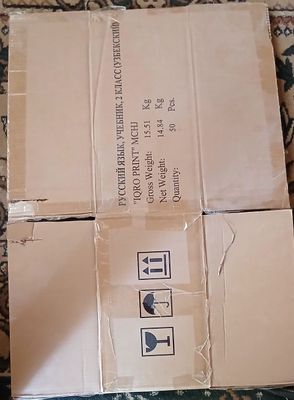 РУССКИЙ ЯЗЫК, УЧЕБНИК, 2 КЛАСС (УЗБЕКСКИЙ)
"IQRO PRINT" MCHJ
Gross Weight: 15.51 Kg
Net Weight: 14.84 Kg
Quantity: 50 Pcs.